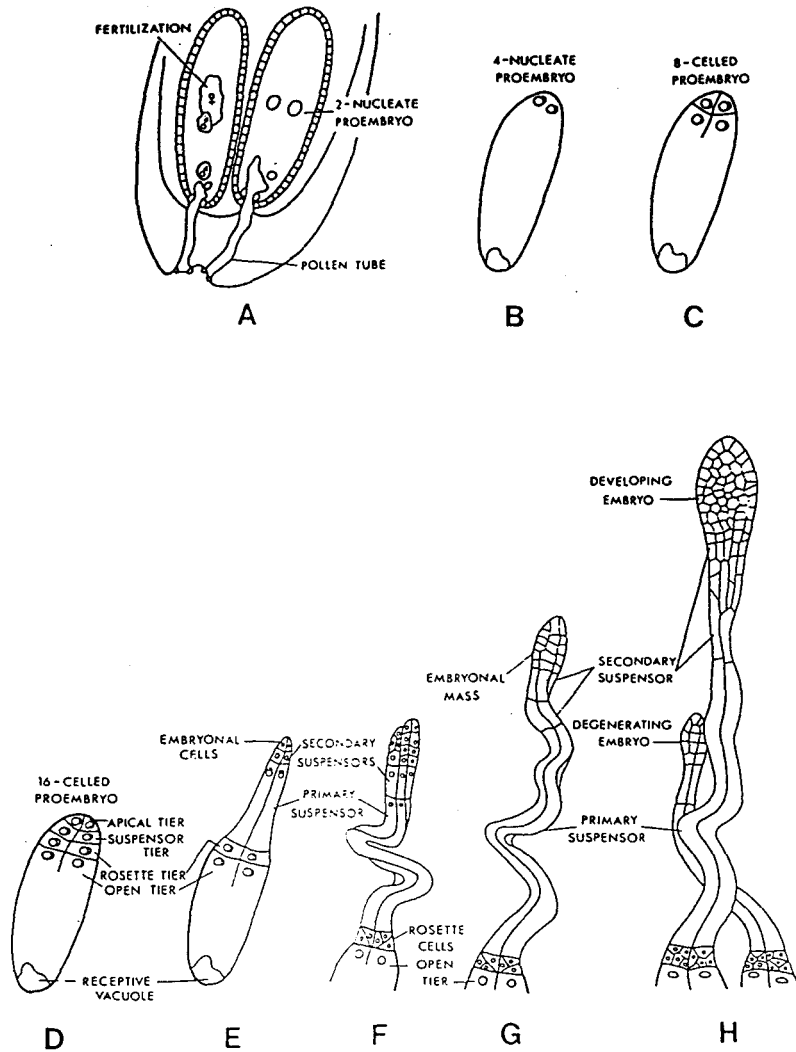 FERTILIZATION
2-NUCLEATE
PROEMBRYO
POLLEN TUBE
A
4-NUCLEATE
PROEMBRYO
B
8-CELLED
PROEMBRYO
C
16-CELLED
PROEMBRYO
APICAL TIER
SUSPENSOR
TIER
ROSETTE TIER
OPEN TIER
RECEPTIVE
VACUOLE
D
EMBRYONAL
CELLS
E
SECONDARY
SUSPENSORS
PRIMARY
SUSPENSOR
ROSETTE
CELLS
OPEN
TIER
F
EMBRYONAL
MASS
G
DEVELOPING
EMBRYO
SECONDARY
SUSPENSOR
DEGENERATING
EMBRYO
PRIMARY
SUSPENSOR
H